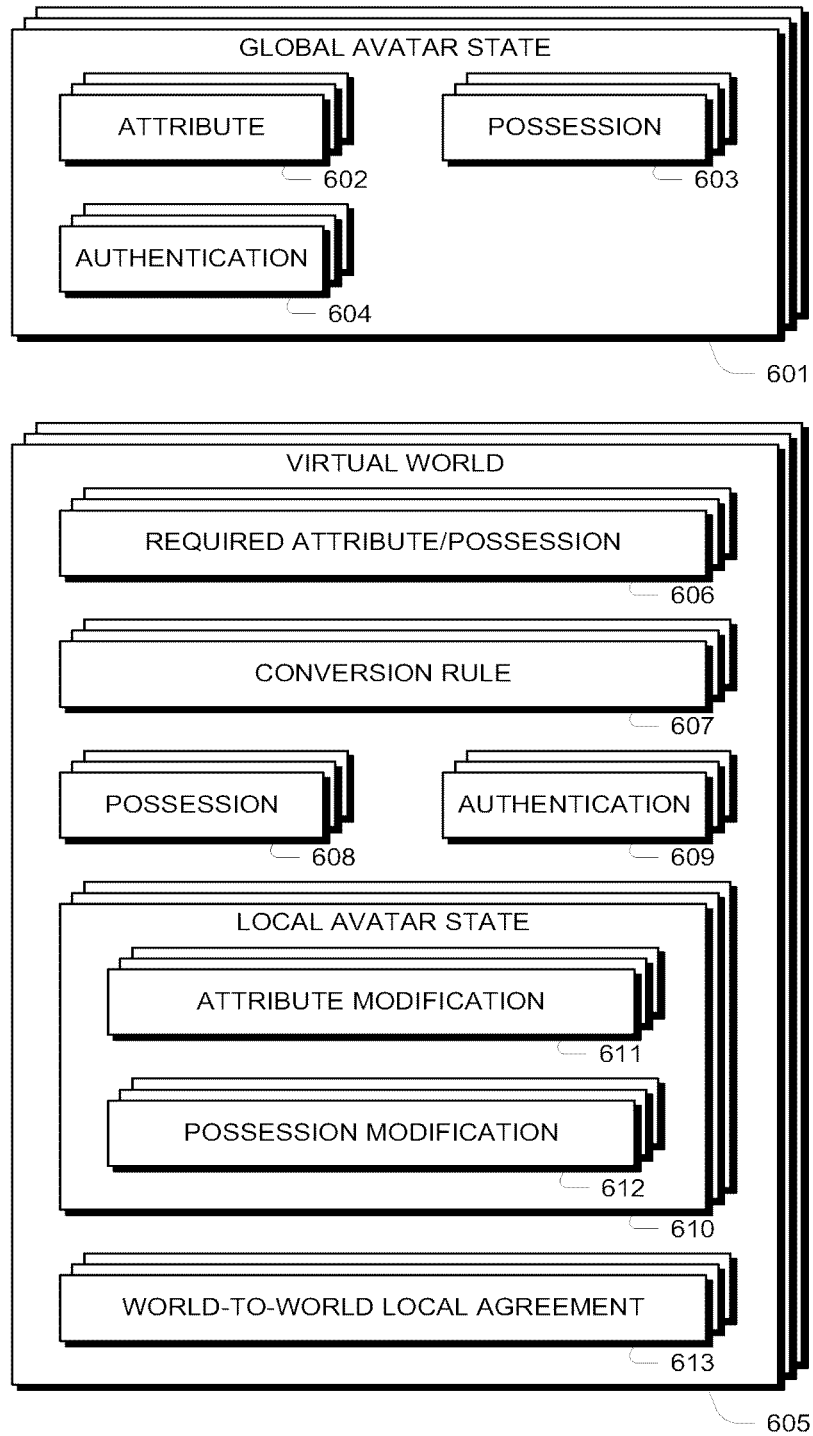 GLOBAL AVATAR STATE
ATTRIBUTE
POSSESSION
602
603
AUTHENTICATION
604
601
VIRTUAL WORLD
REQUIRED ATTRIBUTE/POSSESSION
606
CONVERSION RULE
607
POSSESSION
AUTHENTICATION
608
609
LOCAL AVATAR STATE
ATTRIBUTE MODIFICATION
611
POSSESSION MODIFICATION
612
610
WORLD-TO-WORLD LOCAL AGREEMENT
613
605